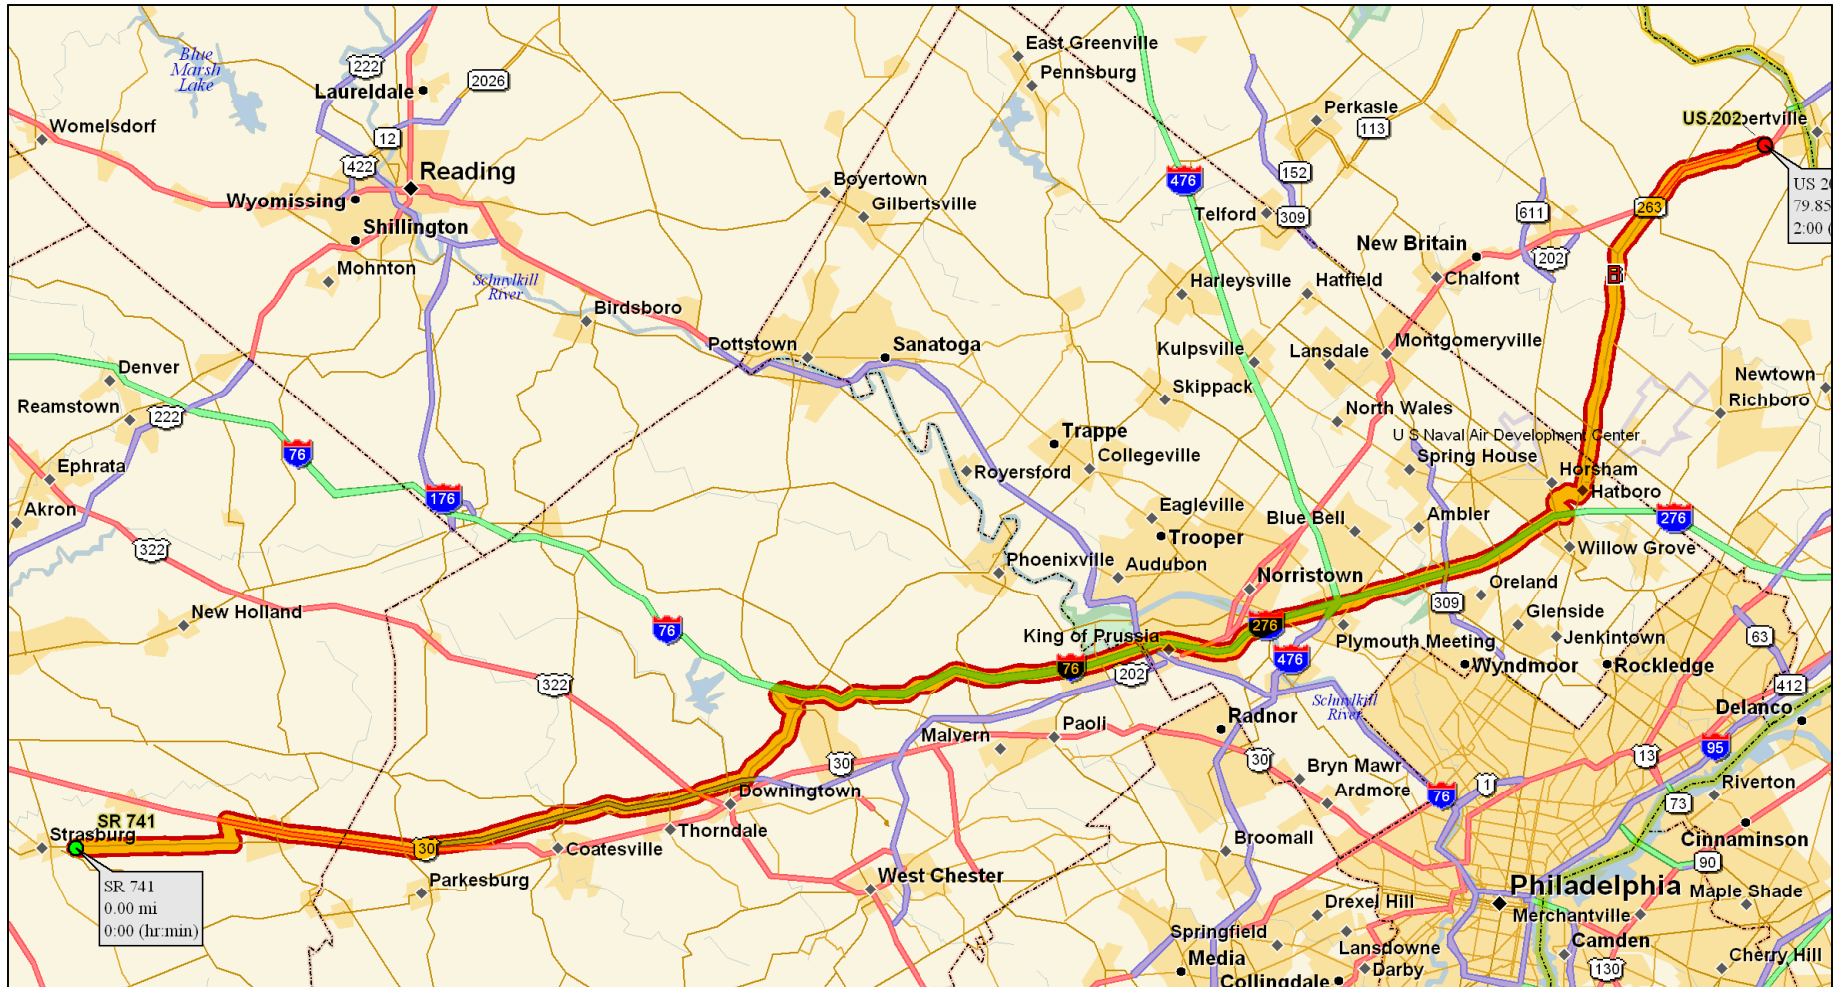 East Greenville
Blue
Marsh
Lake
222
Pennsburg
2026
Laureldale
Perkasie
US 202
bertville
113
Womelsdorf
12
422
Reading
152
476
Boyertown
US 20
Wyomissing
Gilbertsville
79.85
263
Telford
309
611
2:00 (
Shillington
New Britain
202
Mohnton
Schuylkill
River
Harleysville
Hatfield
Chalfont
B
Birdsboro
Pottstown
Sanatoga
Kulpsville
Lansdale
Montgomeryville
Denver
Skippack
Newtown
Reamstown
222
North Wales
Richboro
Trappe
U S Naval Air Development Center
76
Collegeville
Spring House
Ephrata
Royersford
Horsham
176
Hatboro
Akron
Eagleville
Blue Bell
Ambler
276
Trooper
322
Phoenixville
Audubon
Willow Grove
Norristown
Oreland
New Holland
309
Glenside
76
276
King of Prussia
Plymouth Meeting
Jenkintown
63
76
476
Wyndmoor
Rockledge
202
322
412
Schuylkill
River
Delanco
Radnor
Paoli
Malvern
95
30
30
Bryn Mawr
13
Riverton
Downingtown
Ardmore
76
1
73
SR 741
Strasburg
Thorndale
Broomall
Cinnaminson
30
Coatesville
90
Parkesburg
West Chester
Philadelphia
Maple Shade
SR 741
0.00 mi
0:00 (hr:min)
Drexel Hill
Merchantville
Springfield
Lansdowne
Camden
Media
Darby
130
Cherry Hill
Collingdale